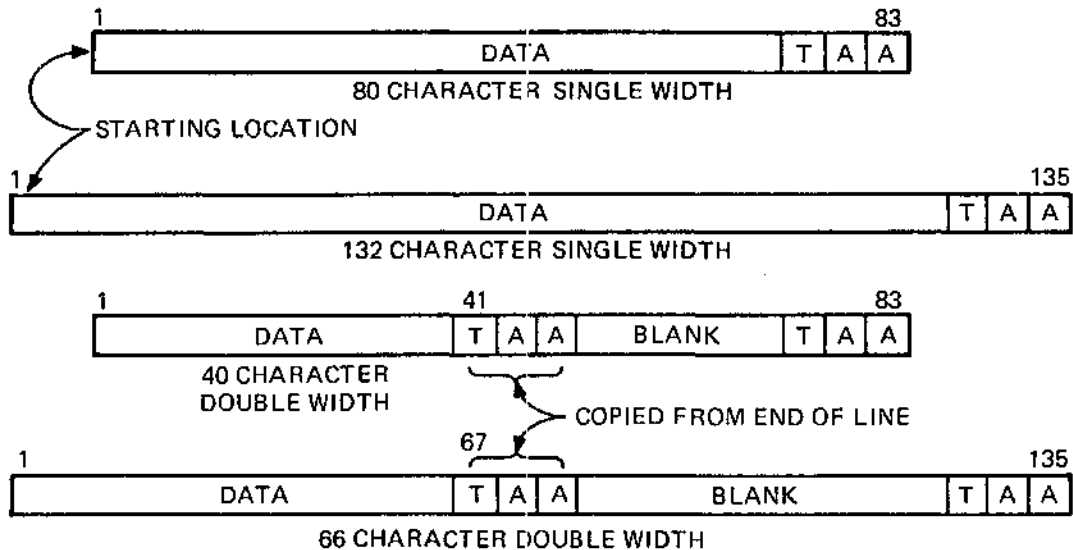 1 83
DATA T A A
80 CHARACTER SINGLE WIDTH
STARTING LOCATION
1 135
DATA T A A
132 CHARACTER SINGLE WIDTH
1 41 83
DATA T A A BLANK T A A
40 CHARACTER
DOUBLE WIDTH
COPIED FROM END OF LINE
1 67 135
DATA T A A BLANK T A A
66 CHARACTER DOUBLE WIDTH